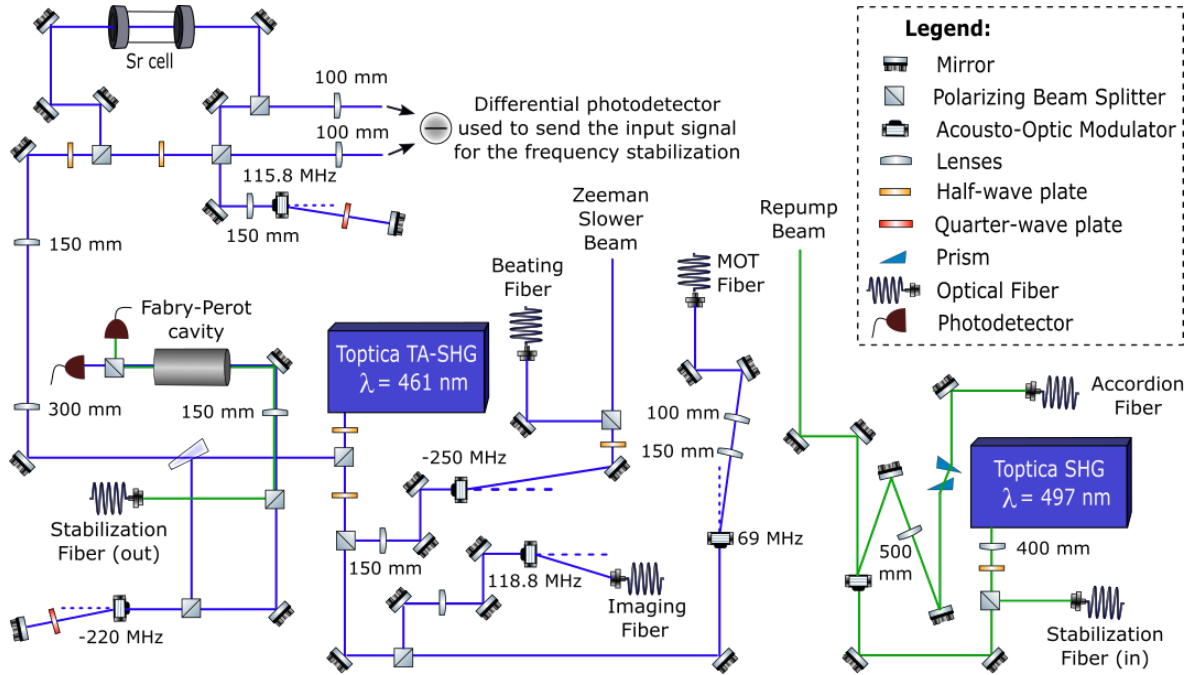 Sr cell
100 mm
100 mm
Differential photodetector
used to send the input signal
for the frequency stabilization
115.8 MHz
150 mm
150 mm
Fabry-Perot
cavity
300 mm
150 mm
Stabilization
Fiber (out)
-220 MHz
Toptica TA-SHG
λ = 461 nm
Beating
Fiber
Zeeman
Slower
Beam
-250 MHz
150 mm
118.8 MHz
Imaging
Fiber
MOT
Fiber
100 mm
150 mm
69 MHz
Repump
Beam
500
mm
Accordion
Fiber
Toptica SHG
λ = 497 nm
400 mm
Stabilization
Fiber (in)
Legend:
Mirror
Polarizing Beam Splitter
Acousto-Optic Modulator
Lenses
Half-wave plate
Quarter-wave plate
Prism
Optical Fiber
Photodetector